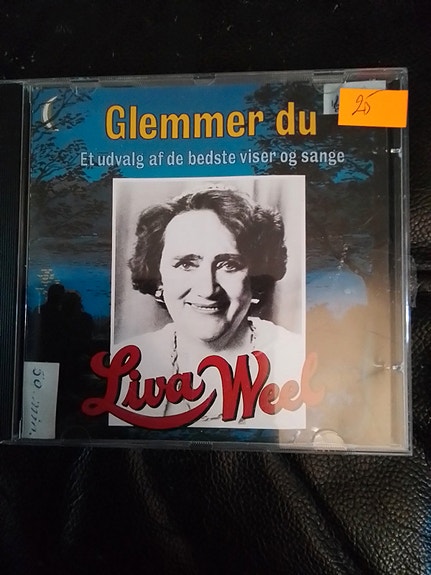 Glemmer du
25
Et udvalg af de bedste viser og sange
Liva Weel